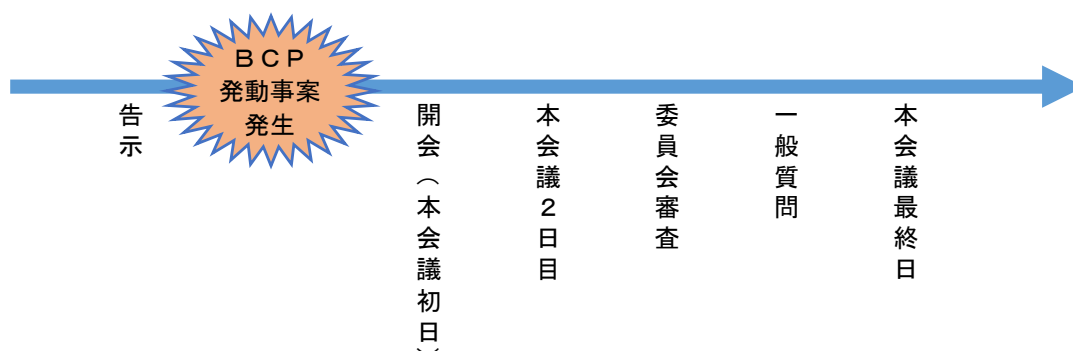 告示
ＢＣＰ
発動事案
発生
開会（本会議初日）
本会議２日目
委員会審査
一般質問
本会議最終日